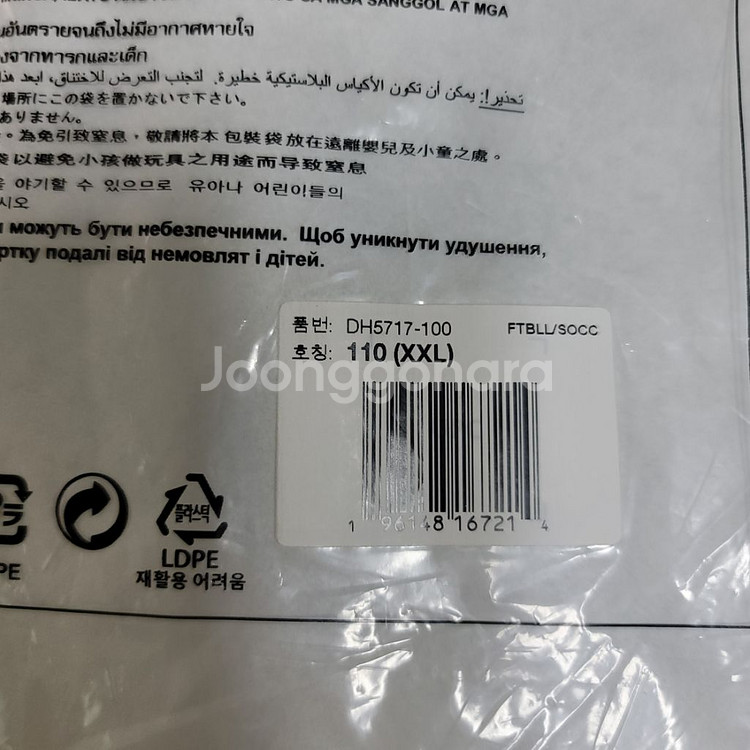 SANGGOL AT MGA
อันตรายจนถึงไม่มีอากาศหายใจ
งจากทารกและเด็ก
تحذير!: يمكن أن تكون الأكياس البلاستيكية خطيرة. لتجنب التعرض للاختناق، ابعد هذا
場所にこの袋を置かないで下さい。
ありません。
。為免引致窒息，敬請將本 包裝袋放在遠離嬰兒及小童之處。
以避免小孩做玩具之用途而导致窒息
야기할 수 있으므로 유아나 어린이들의
시오
можуть бути небезпечними. Щоб уникнути удушення,
ртку подалі від немовлят і дітей.
품번: DH5717-100 FTBLL/SOCC
호칭: 110 (XXL)
Joonggonara
1 96148 16721 4
플라스틱
LDPE
재활용 어려움
PE